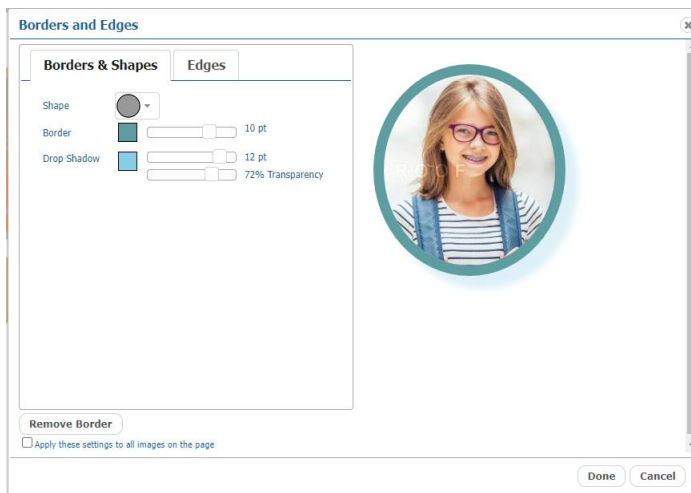 Borders and Edges
Borders & Shapes Edges
Shape
Border 10 pt
Drop Shadow 12 pt
72% Transparency
PROOF
Remove Border
Apply these settings to all images on the page
Done Cancel